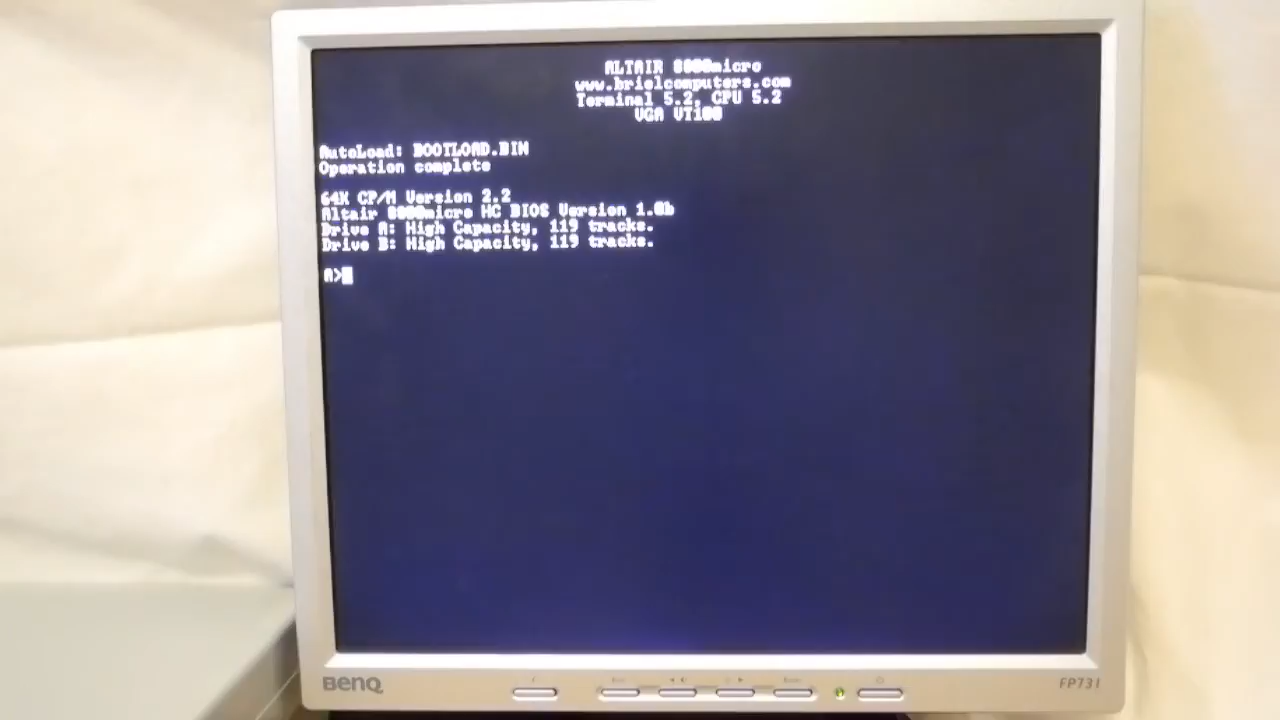 ALTAIR 8800micro
www.brielcomputers.com
Terminal 5.2, CPU 5.2
VGA VT100
AutoLoad: BOOTLOAD.BIN
Operation complete
64K CP/M Version 2.2
Altair 8800micro HC BIOS Version 1.0b
Drive A: High Capacity, 119 tracks.
Drive B: High Capacity, 119 tracks.
A>
BenQ
FP731